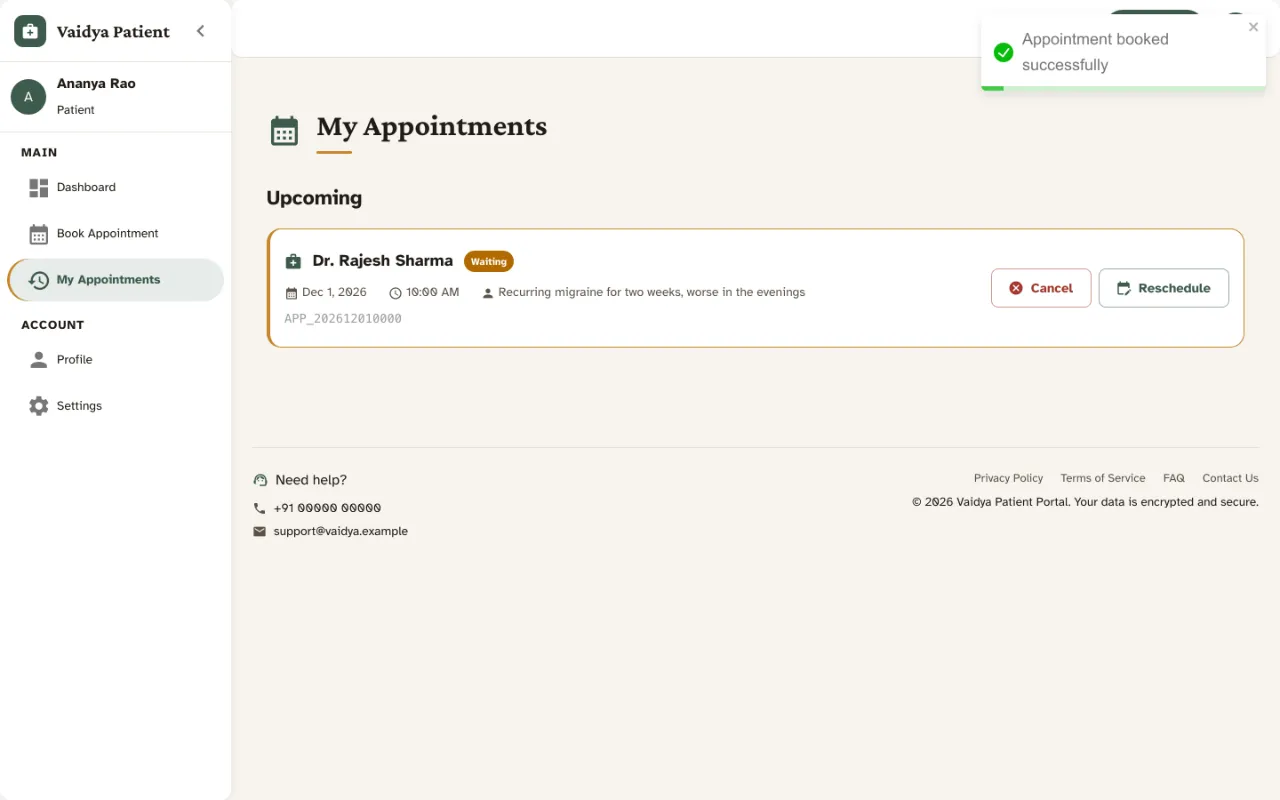 Vaidya Patient
A
Ananya Rao
Patient
MAIN
Dashboard
Book Appointment
My Appointments
ACCOUNT
Profile
Settings
Appointment booked
successfully
My Appointments
Upcoming
Dr. Rajesh Sharma Waiting
Dec 1, 2026 10:00 AM Recurring migraine for two weeks, worse in the evenings
APP_202612010000
Cancel Reschedule
Need help?
+91 00000 00000
support@vaidya.example
Privacy Policy Terms of Service FAQ Contact Us
© 2026 Vaidya Patient Portal. Your data is encrypted and secure.